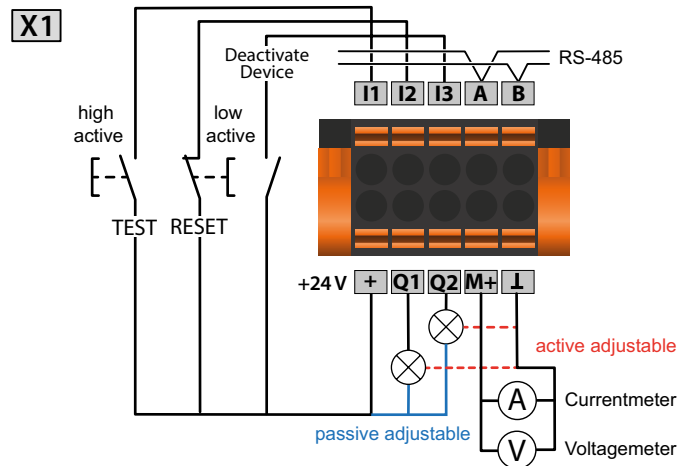 X1
Deactivate
Device
RS-485
I1 I2 I3 A B
high
active
low
active
TEST RESET
+24 V + Q1 Q2 M+ ⊥
active adjustable
passive adjustable
A Currentmeter
V Voltagemeter